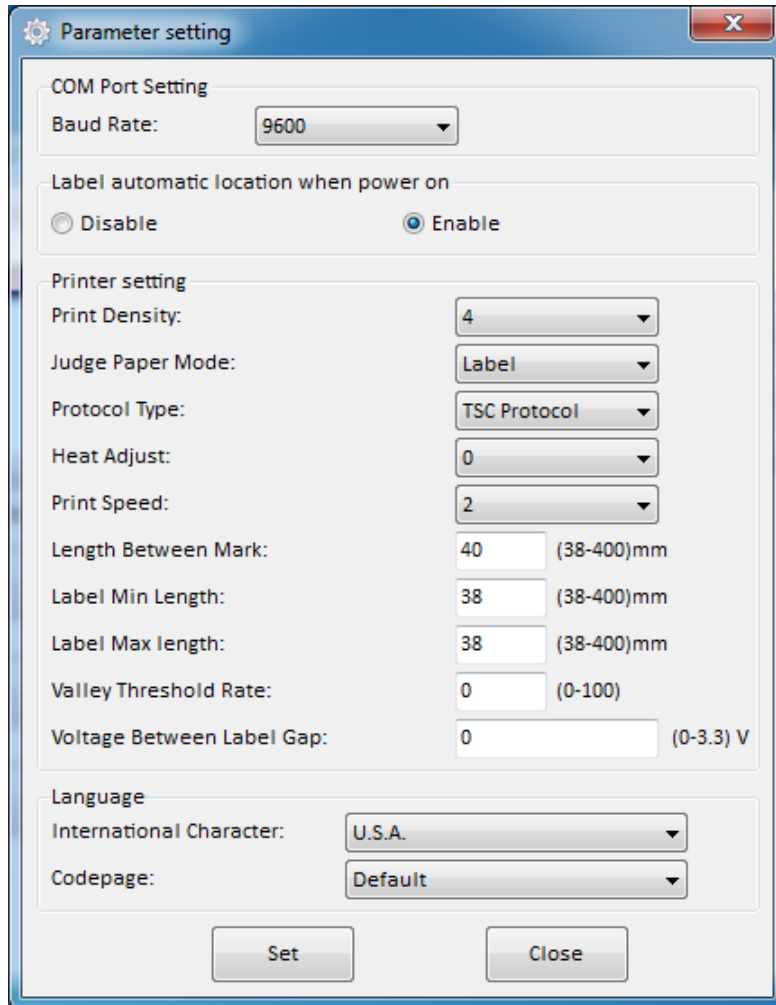 Parameter setting
COM Port Setting
Baud Rate: 9600
Label automatic location when power on
Disable Enable
Printer setting
Print Density: 4
Judge Paper Mode: Label
Protocol Type: TSC Protocol
Heat Adjust: 0
Print Speed: 2
Length Between Mark: 40 (38-400)mm
Label Min Length: 38 (38-400)mm
Label Max length: 38 (38-400)mm
Valley Threshold Rate: 0 (0-100)
Voltage Between Label Gap: 0 (0-3.3) V
Language
International Character: U.S.A.
Codepage: Default
Set Close